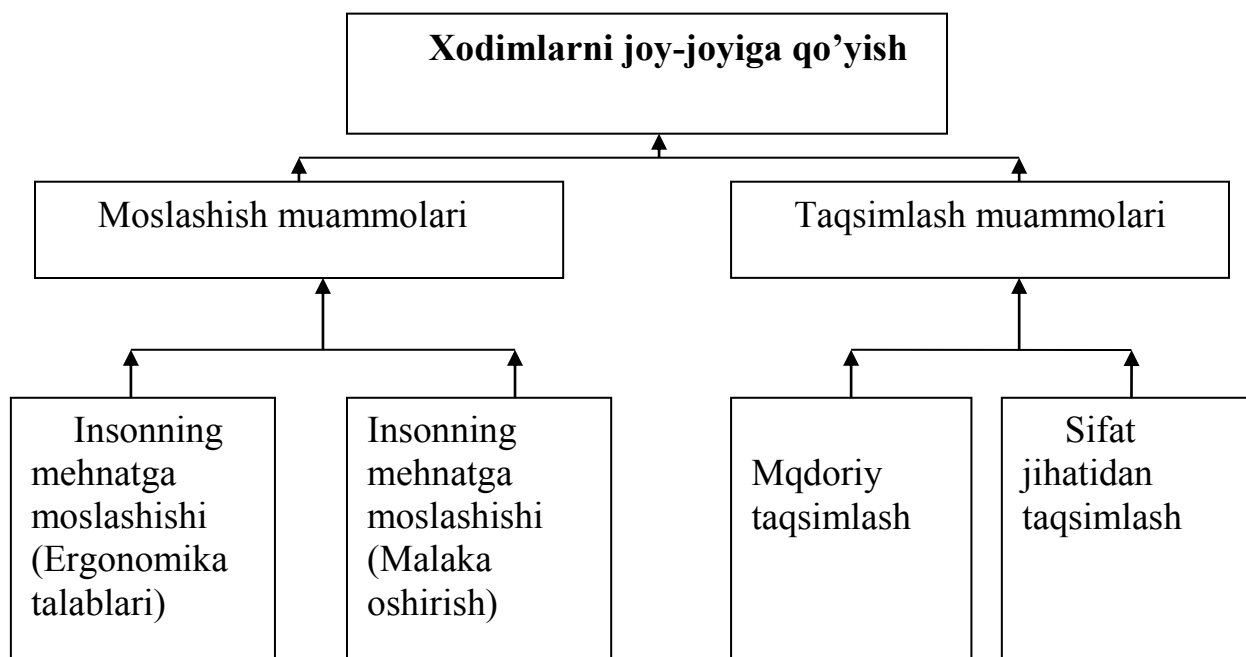 Xodimlarni joy-joyiga qo’yish
Moslashish muammolari
Taqsimlash muammolari
Insonning
mehnatga
moslashishi
(Ergonomika
talablari)
Insonning
mehnatga
moslashishi
(Malaka
oshirish)
Mqdoriy
taqsimlash
Sifat
jihatidan
taqsimlash